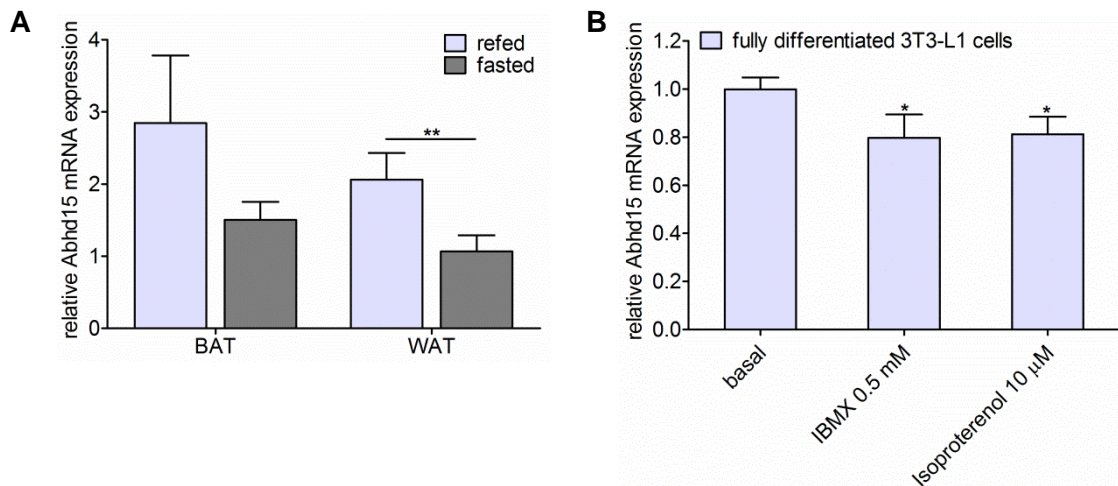 A
relative Abhd15 mRNA expression
4
3
2
1
0
refed
fasted
**
BAT
WAT
B
relative Abhd15 mRNA expression
1.2
1.0
0.8
0.6
0.4
0.2
0.0
fully differentiated 3T3-L1 cells
*
*
basal
IBMX 0.5 mM
Isoproterenol 10 μM